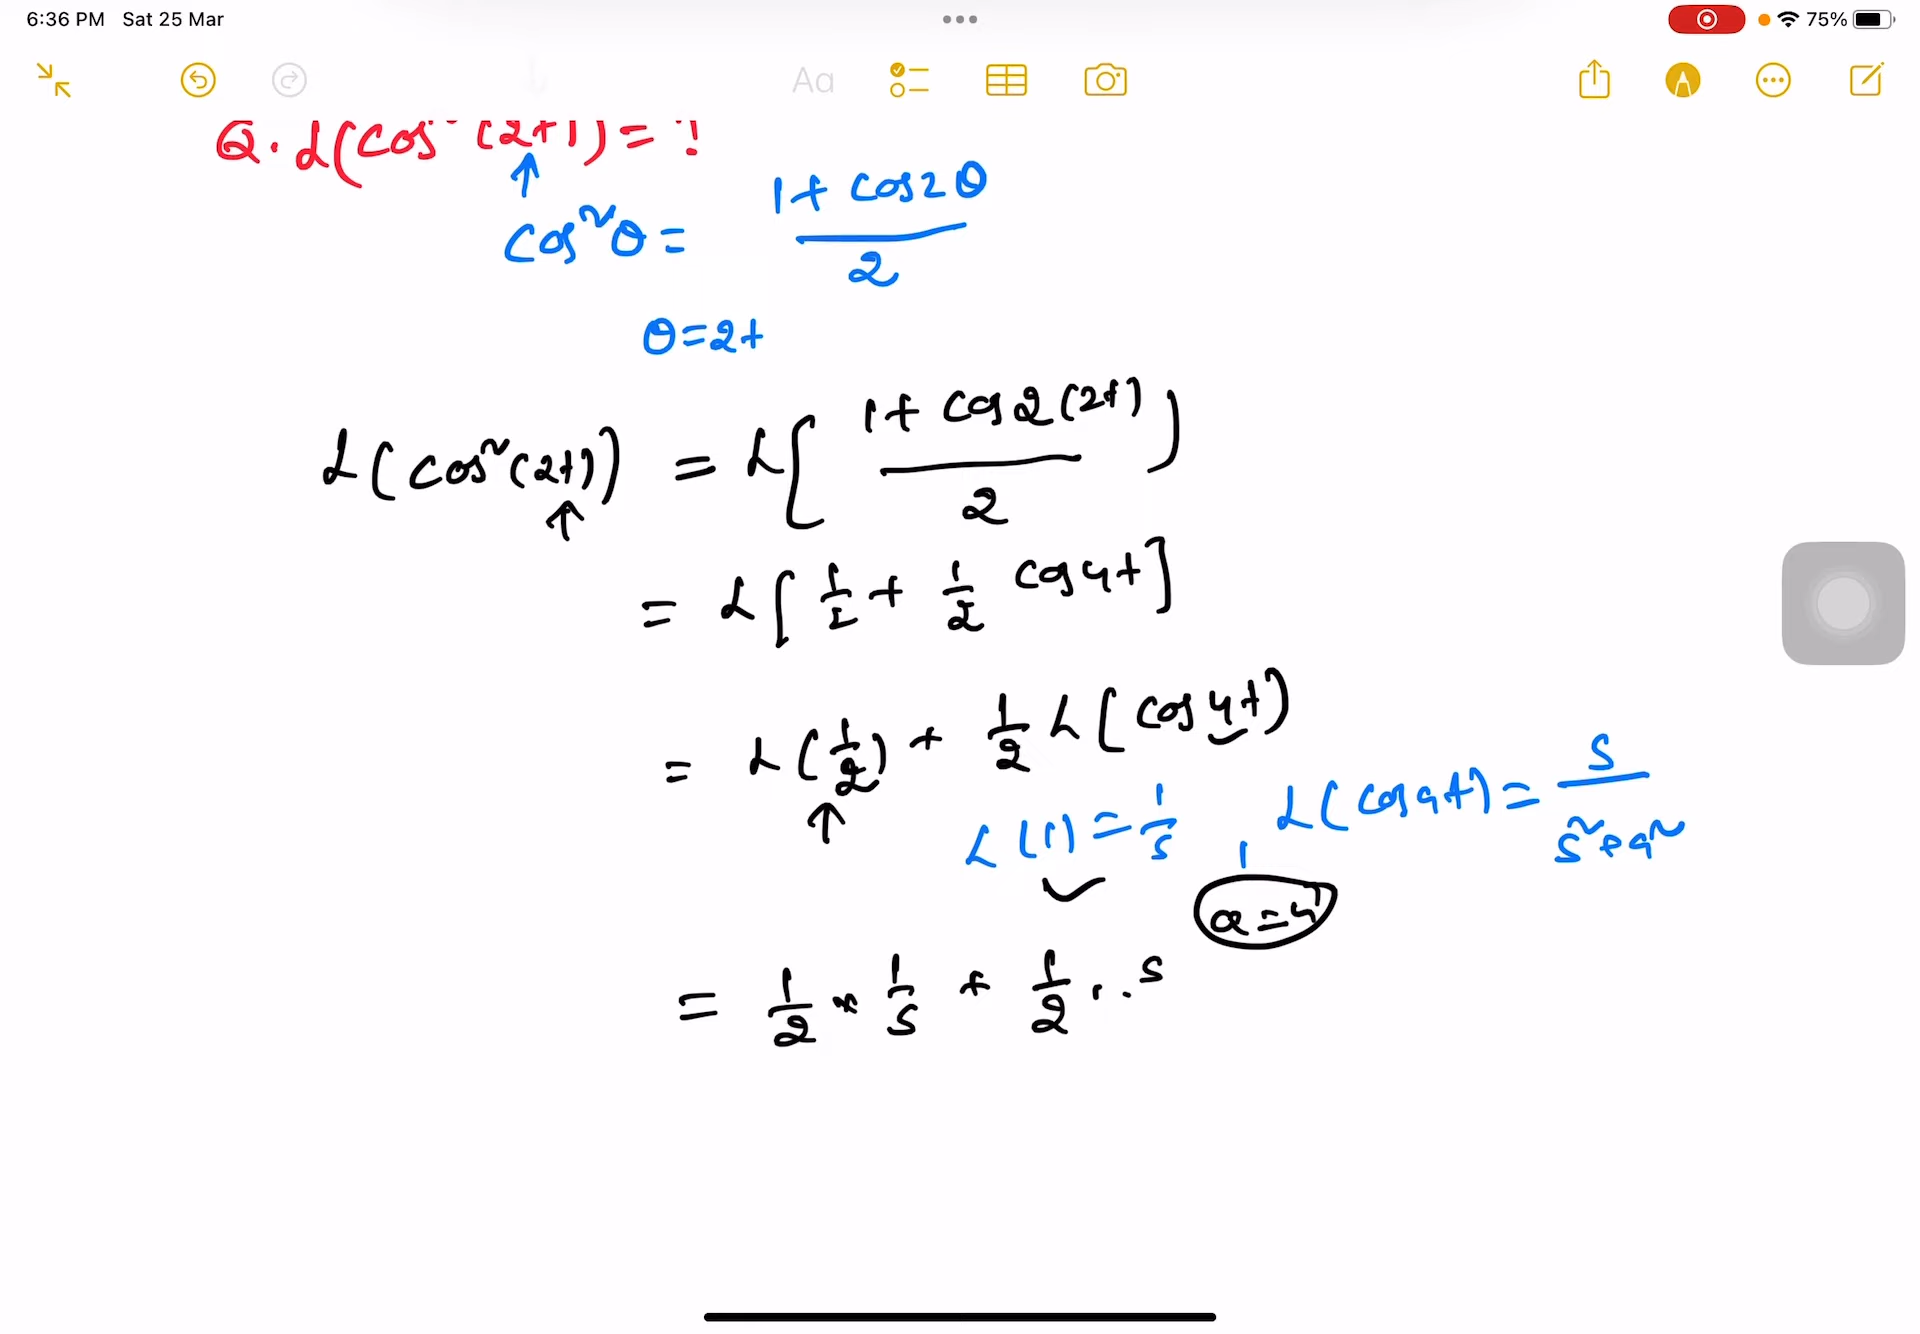 6:36 PM Sat 25 Mar 75%
Aa
Q. L(cos²(2t)) = ?
cos²θ = (1 + cos2θ)/2
θ = 2t
L(cos²(2t)) = L[(1 + cos2(2t))/2]
= L[1/2 + 1/2 cos4t]
= L(1/2) + 1/2 L[cos4t)
L(1) = 1/s L(cosat) = s/(s²+a²)
a=4
= 1/2 * 1/s + 1/2 . . s